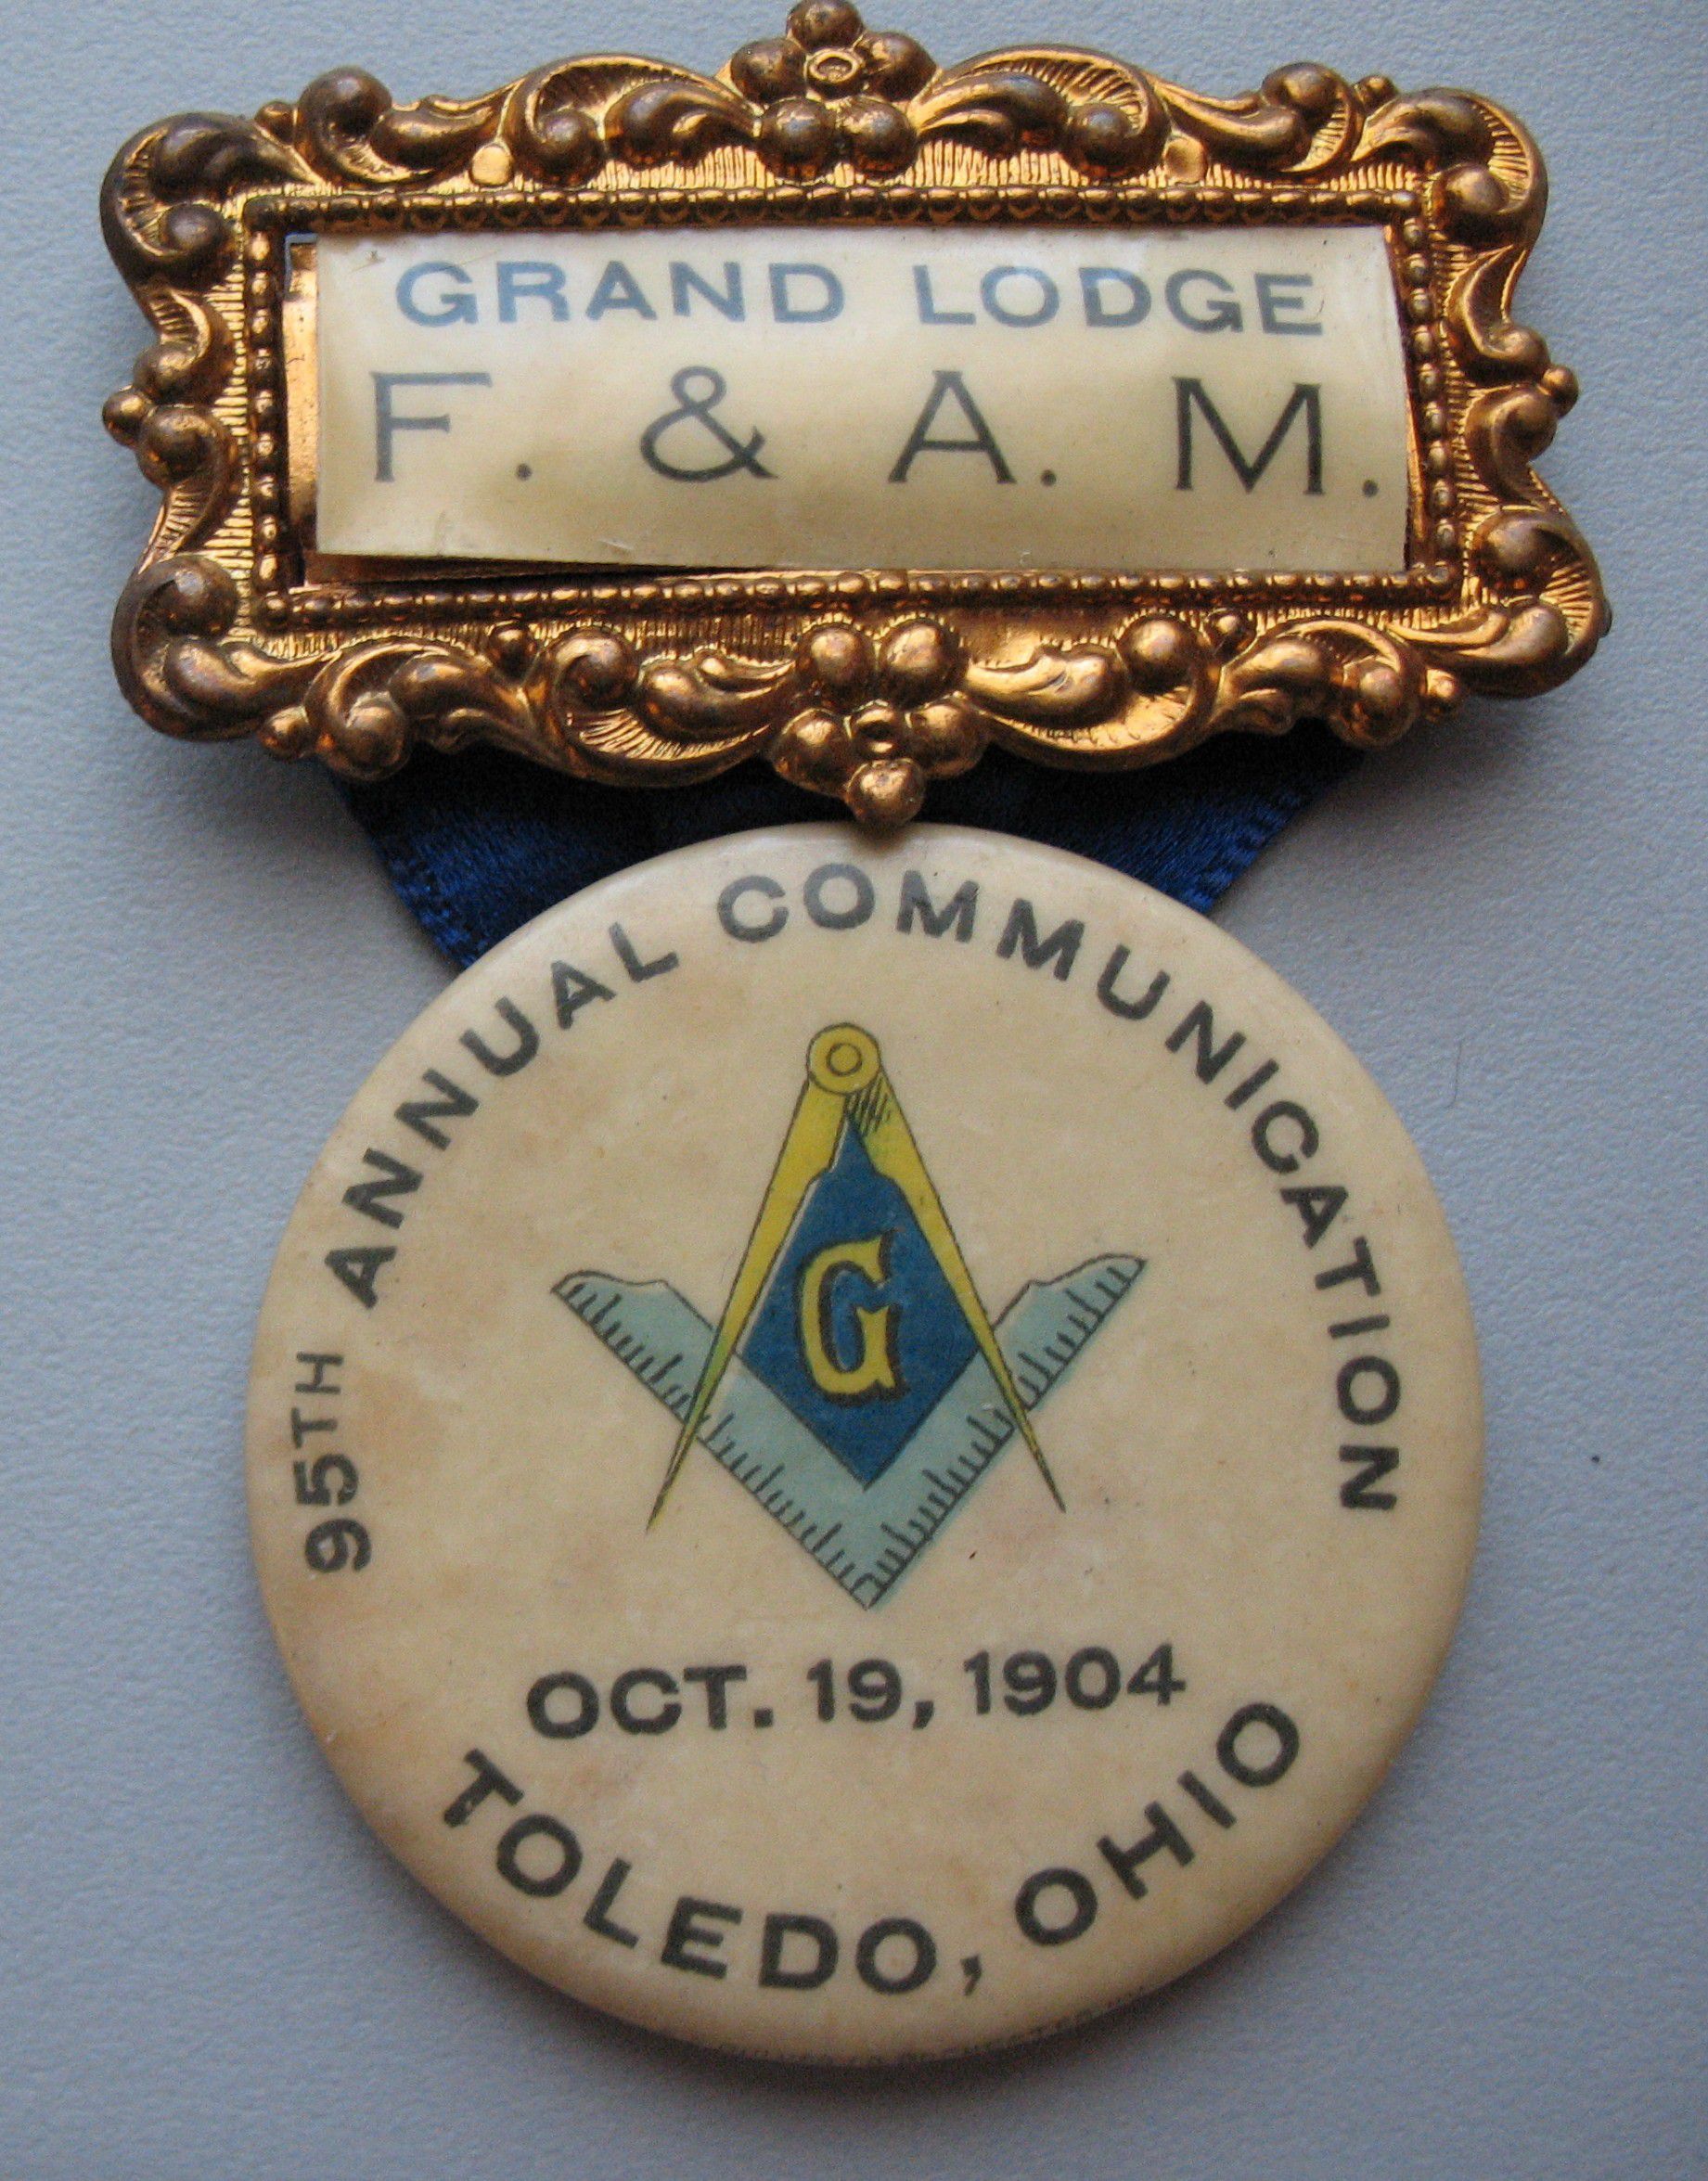 GRAND LODGE
F. & A. M.
95TH ANNUAL COMMUNICATION
G
OCT. 19, 1904
TOLEDO, OHIO